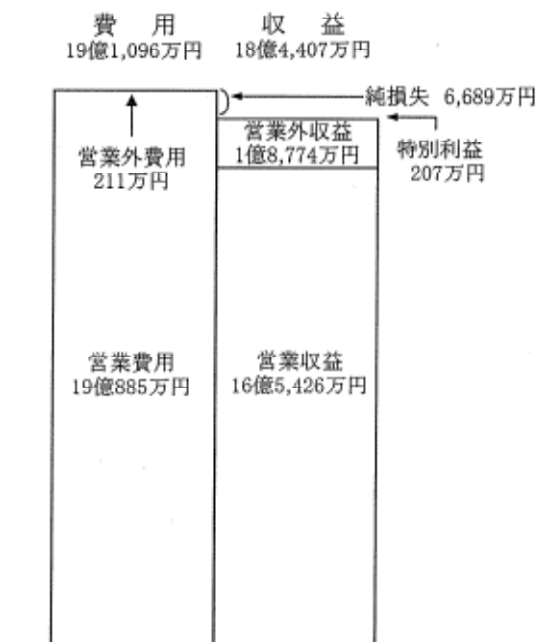 費　用
収　益
19億1,096万円
18億4,407万円
純損失 6,689万円
営業外収益
1億8,774万円
特別利益
207万円
営業外費用
211万円
営業費用
19億885万円
営業収益
16億5,426万円